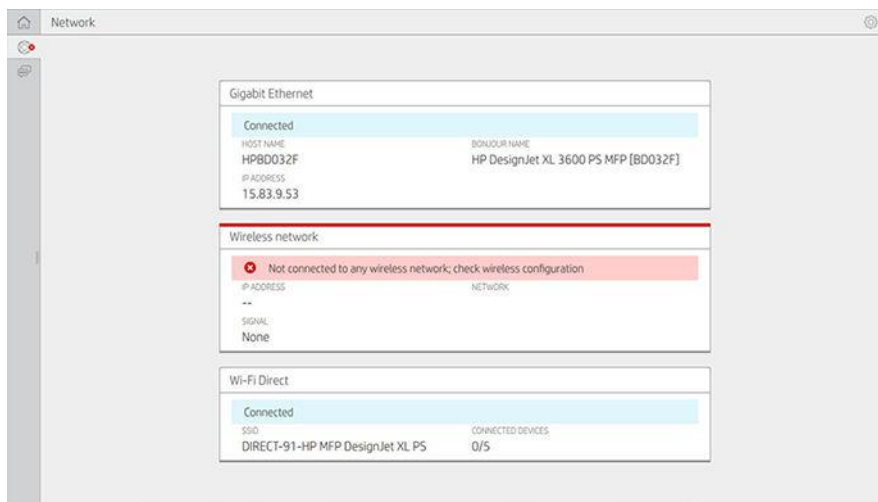 Network
Gigabit Ethernet
Connected
HOST NAME
HPBD032F
BONJOUR NAME
HP DesignJet XL 3600 PS MFP [BD032F]
IP ADDRESS
15.83.9.53
Wireless network
Not connected to any wireless network; check wireless configuration
IP ADDRESS
--
NETWORK
SIGNAL
None
Wi-Fi Direct
Connected
SSID
DIRECT-91-HP MFP DesignJet XL PS
CONNECTED DEVICES
0/5